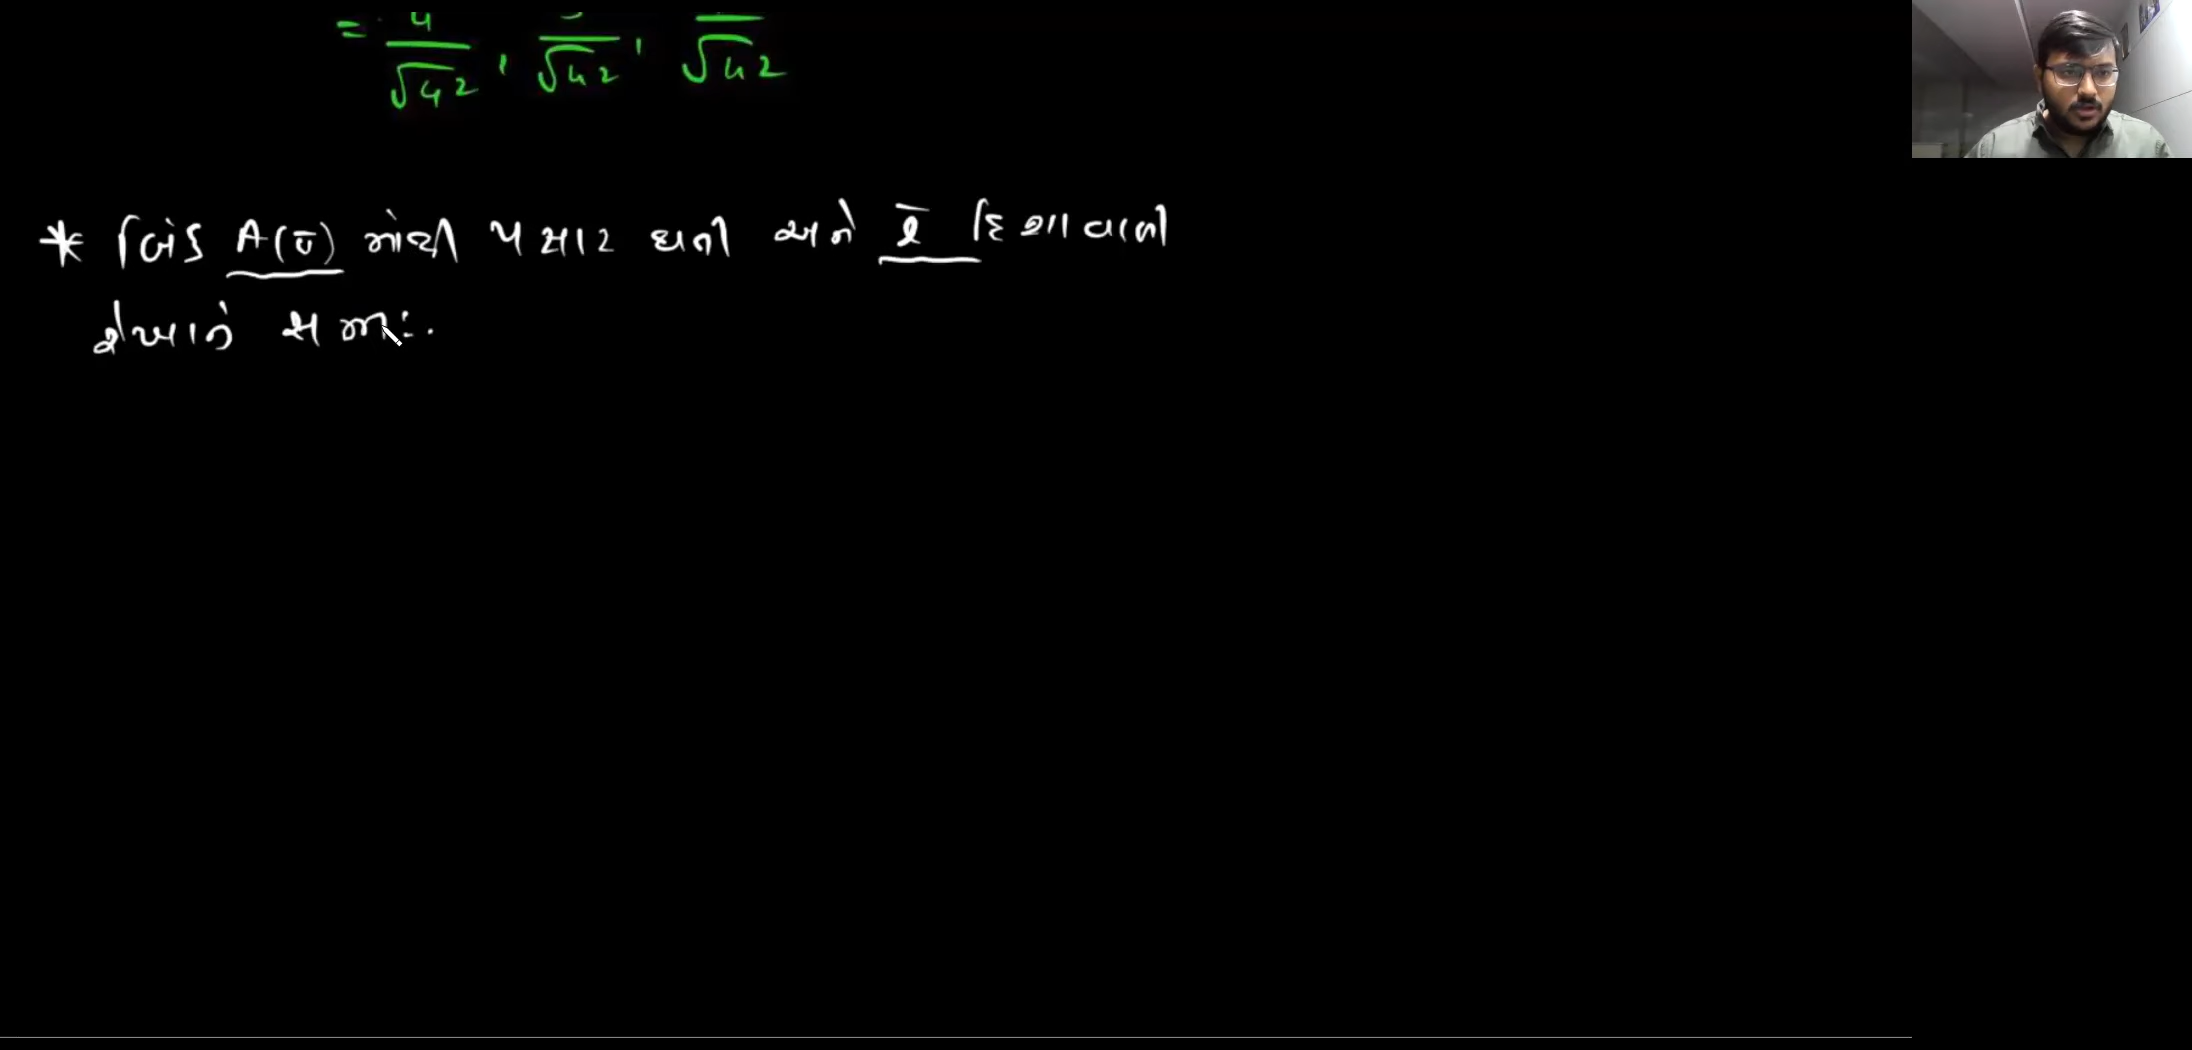 = 4/√42 , /√42 , /√42
* બિંદુ A(ā) માંથી પસાર થતી અને l̄ દિશા વાળી
રેખાનું સમી:.